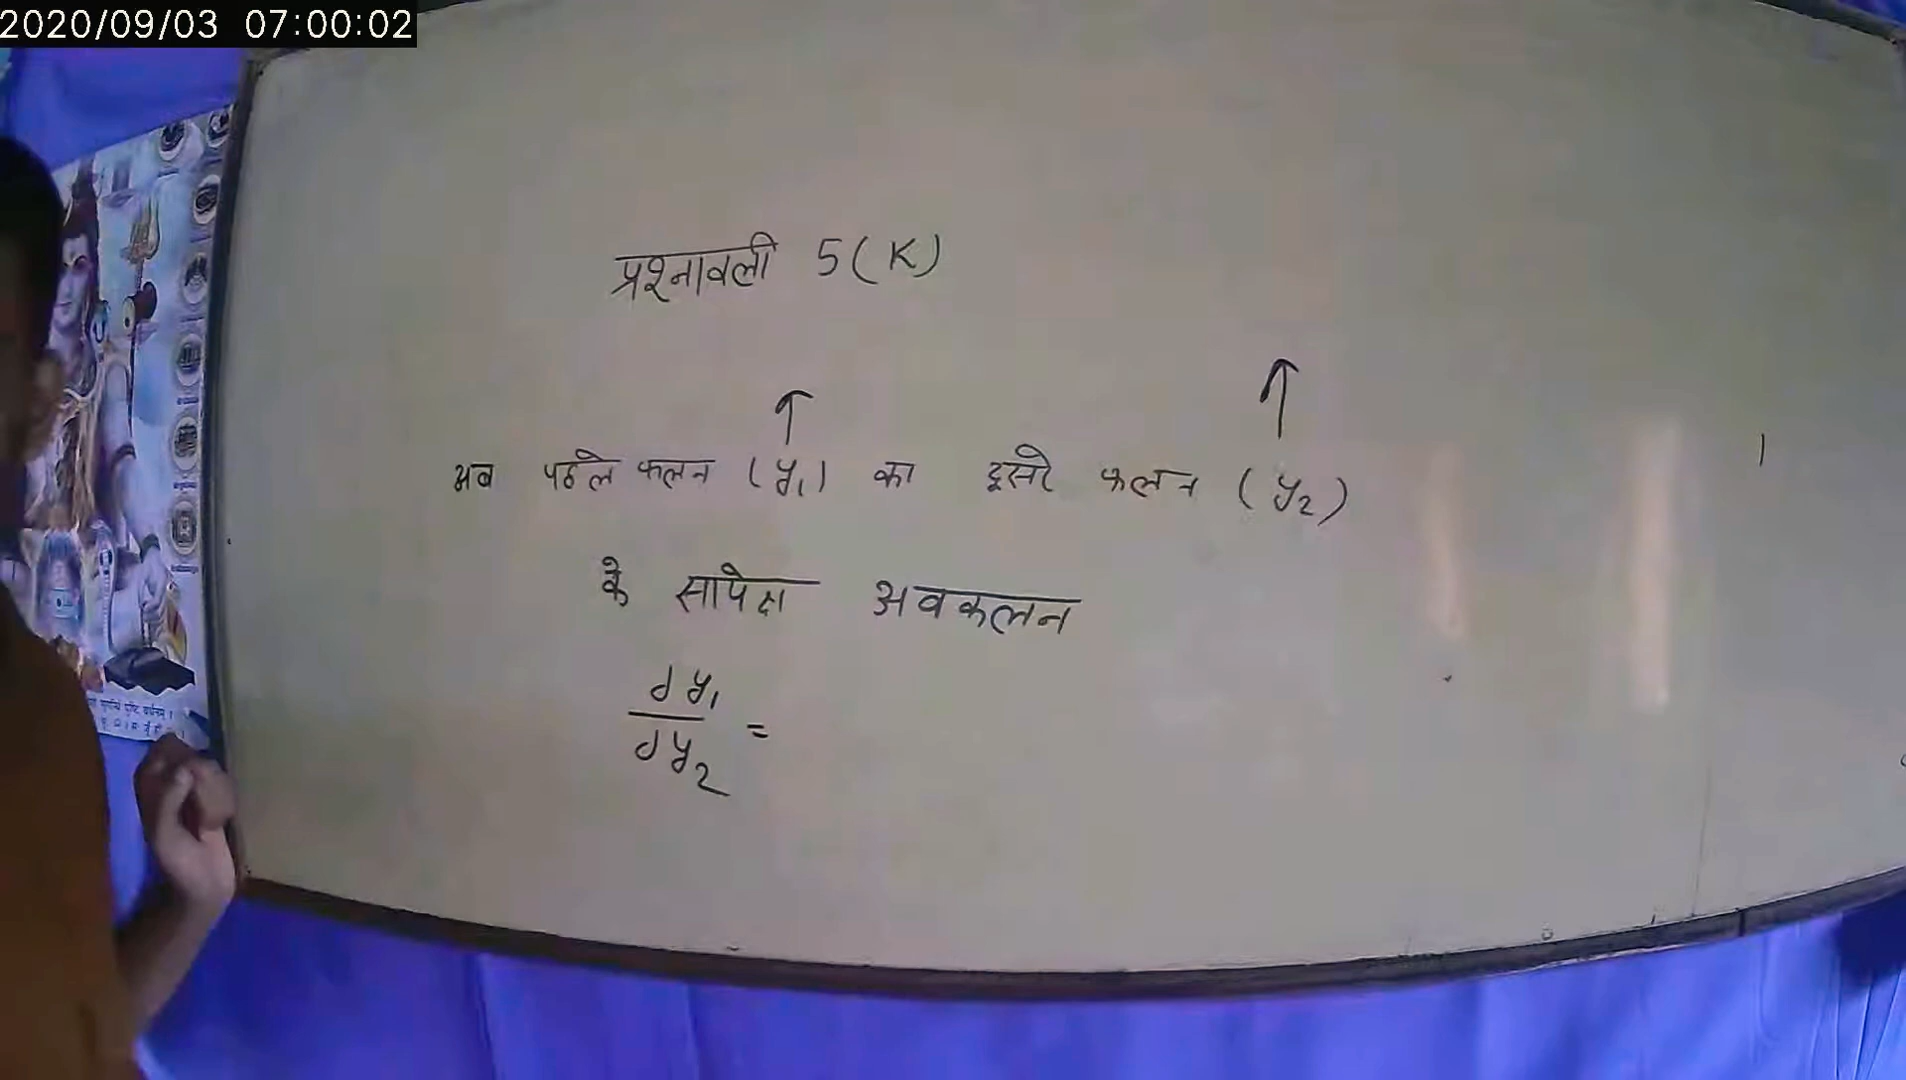 2020/09/03 07:00:02
प्रश्नावली 5(K)
अब पहले फलन (y₁) का दूसरे फलन (y₂)
के सापेक्ष अवकलन
dy₁/dy₂ =